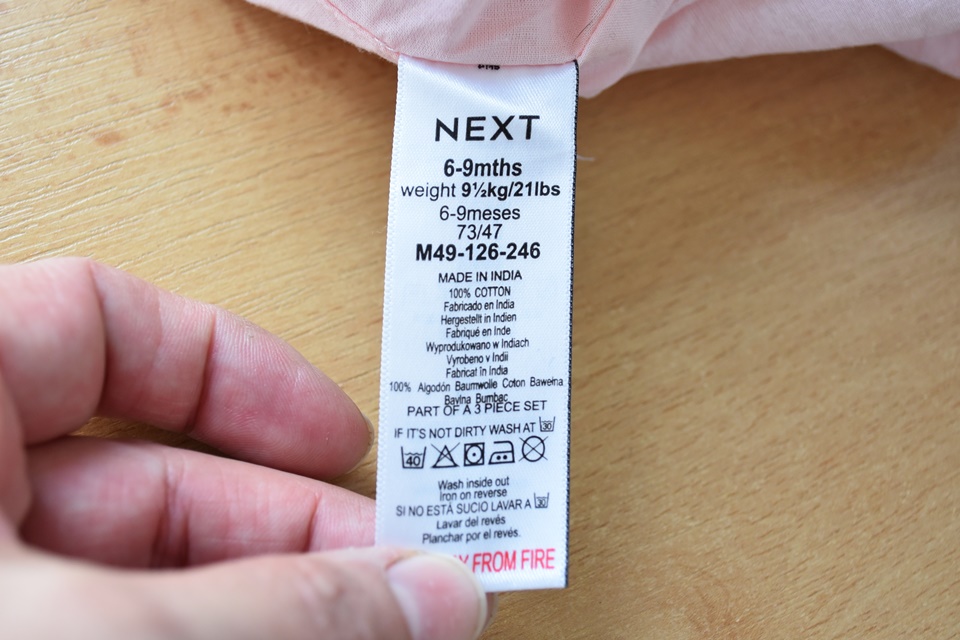 NEXT
6-9mths
weight 9½kg/21lbs
6-9meses
73/47
M49-126-246
MADE IN INDIA
100% COTTON
Fabricado en India
Hergestellt in Indien
Fabriqué en Inde
Wyprodukowano w Indiach
Vyrobeno v Indii
Fabricat în India
100% Algodón Baumwolle Coton Bawełna
Bavlna Bumbac
PART OF A 3 PIECE SET
IF IT'S NOT DIRTY WASH AT 30
40
Wash inside out
Iron on reverse
SI NO ESTÁ SUCIO LAVAR A 30
Lavar del revés
Planchar por el revés.
FROM FIRE